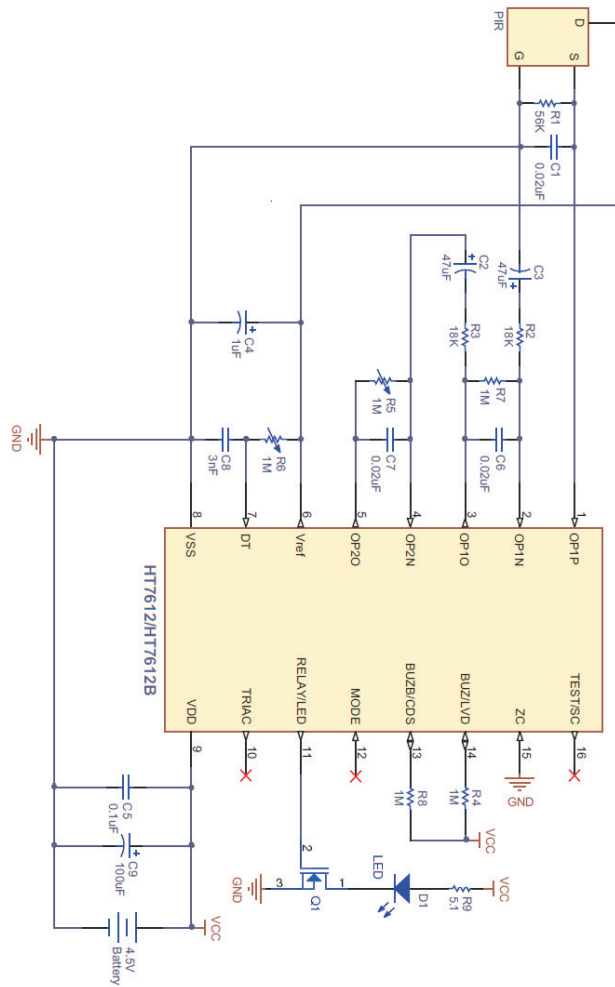 PIR
D
G
S
R1
56K
C1
0.02uF
C2
47uF
C3
47uF
R3
18K
R2
18K
C4
1uF
R5
1M
R7
1M
C8
3nF
R6
1M
C7
0.02uF
C6
0.02uF
GND
8
7
6
5
4
3
2
1
VSS
DT
Vref
OP2O
OP2N
OP1O
OP1N
OP1P
HT7612/HT7612B
VDD
TRIAC
RELAY/LED
MODE
BUZB/CDS
BUZ/LVD
ZC
TEST/SC
9
10
11
12
13
14
15
16
GND
R8
1M
R4
1M
VCC
C5
0.1uF
C9
100uF
2
3
1
Q1
GND
LED
D1
R9
5.1
VCC
VCC
4.5V
Battery